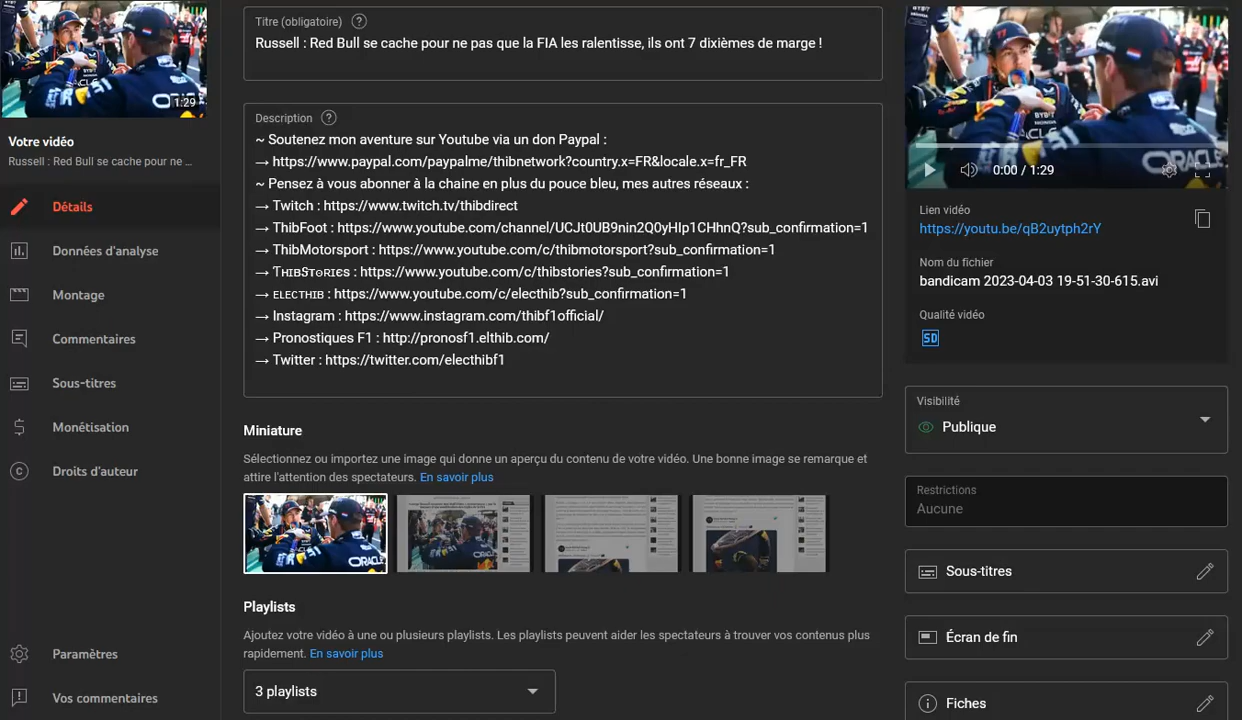 1:29
Votre vidéo
Russell : Red Bull se cache pour ne ...
Détails
Données d'analyse
Montage
Commentaires
Sous-titres
Monétisation
Droits d'auteur
Paramètres
Vos commentaires
Titre (obligatoire)
Russell : Red Bull se cache pour ne pas que la FIA les ralentisse, ils ont 7 dixièmes de marge !
Description
~ Soutenez mon aventure sur Youtube via un don Paypal :
→ https://www.paypal.com/paypalme/thibnetwork?country.x=FR&locale.x=fr_FR
~ Pensez à vous abonner à la chaine en plus du pouce bleu, mes autres réseaux :
→ Twitch : https://www.twitch.tv/thibdirect
→ ThibFoot : https://www.youtube.com/channel/UCJt0UB9nin2Q0yHIp1CHhnQ?sub_confirmation=1
→ ThibMotorsport : https://www.youtube.com/c/thibmotorsport?sub_confirmation=1
→ ТʜɪʙSᴛᴏʀɪєs : https://www.youtube.com/c/thibstories?sub_confirmation=1
→ ᴇʟᴇᴄᴛʜɪʙ : https://www.youtube.com/c/electhib?sub_confirmation=1
→ Instagram : https://www.instagram.com/thibf1official/
→ Pronostiques F1 : http://pronosf1.elthib.com/
→ Twitter : https://twitter.com/electhibf1
Miniature
Sélectionnez ou importez une image qui donne un aperçu du contenu de votre vidéo. Une bonne image se remarque et
attire l'attention des spectateurs. En savoir plus
ORACLE
Playlists
Ajoutez votre vidéo à une ou plusieurs playlists. Les playlists peuvent aider les spectateurs à trouver vos contenus plus
rapidement. En savoir plus
3 playlists
0:00 / 1:29
Lien vidéo
https://youtu.be/qB2uytph2rY
Nom du fichier
bandicam 2023-04-03 19-51-30-615.avi
Qualité vidéo
SD
Visibilité
Publique
Restrictions
Aucune
Sous-titres
Écran de fin
Fiches